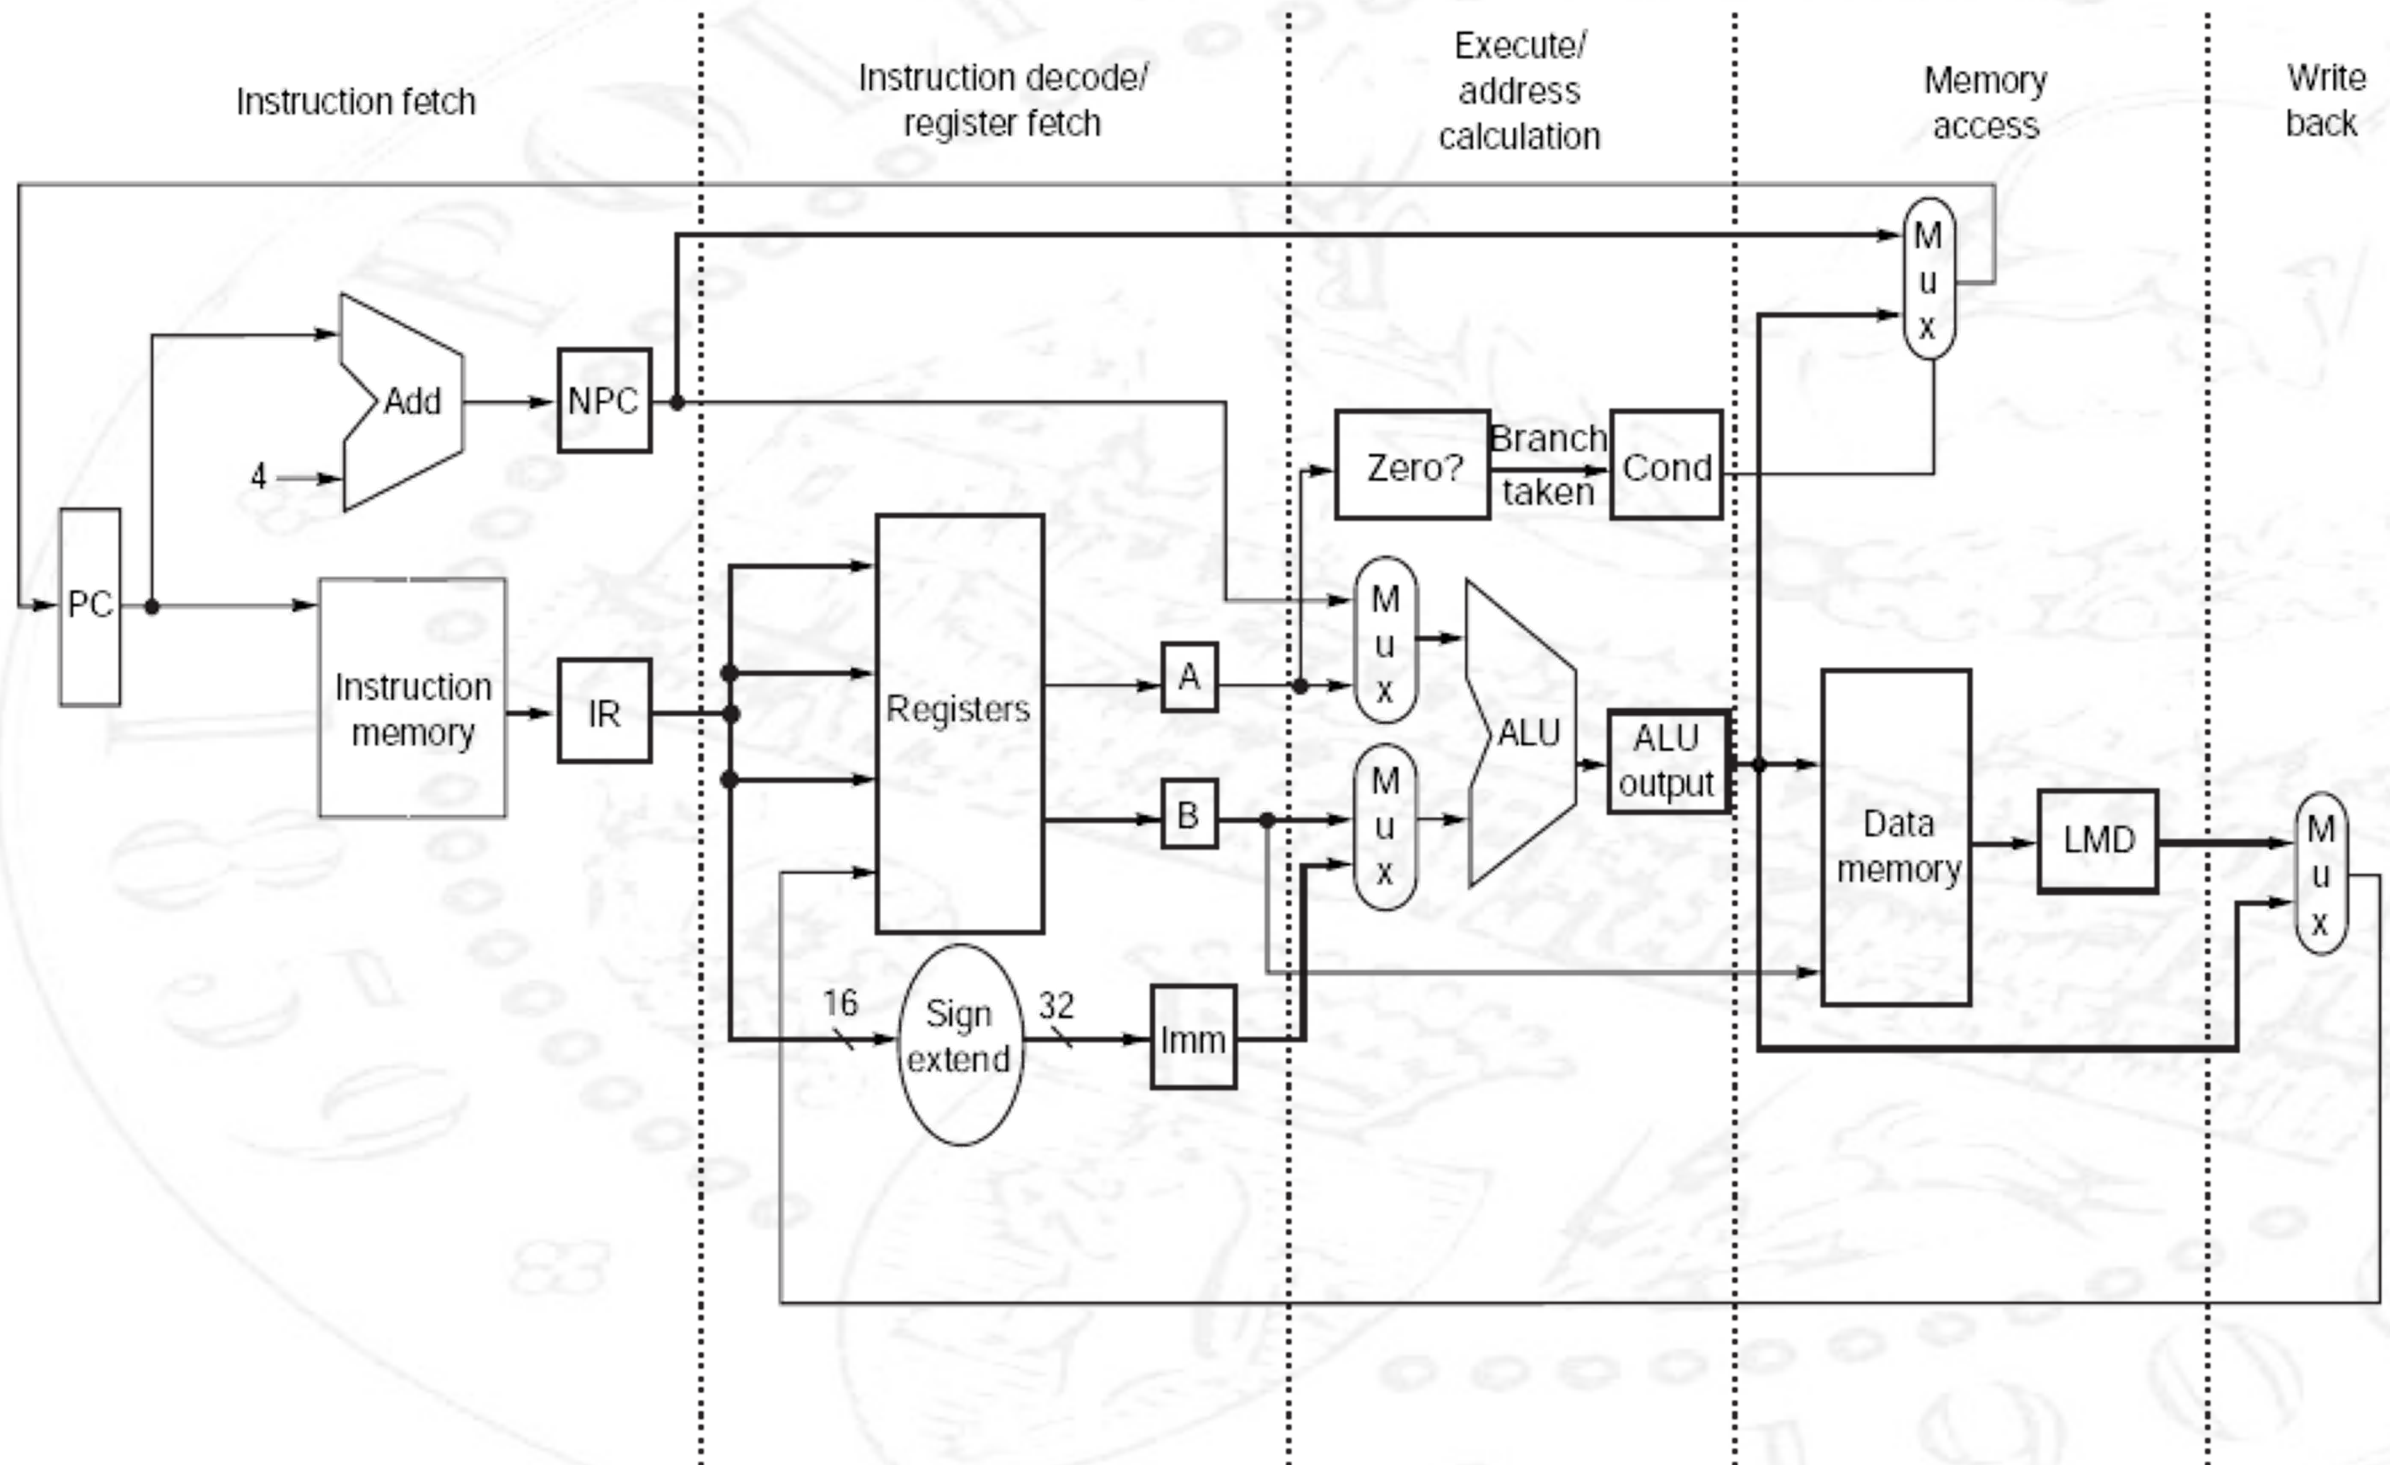 Instruction fetch
Instruction decode/
register fetch
Execute/
address
calculation
Memory
access
Write
back
M
u
x
Add
NPC
4
Branch
Zero?
Cond
taken
PC
M
u
x
Instruction
memory
IR
Registers
A
B
M
u
x
ALU
ALU
output
Data
memory
LMD
M
u
x
16
Sign
extend
32
Imm